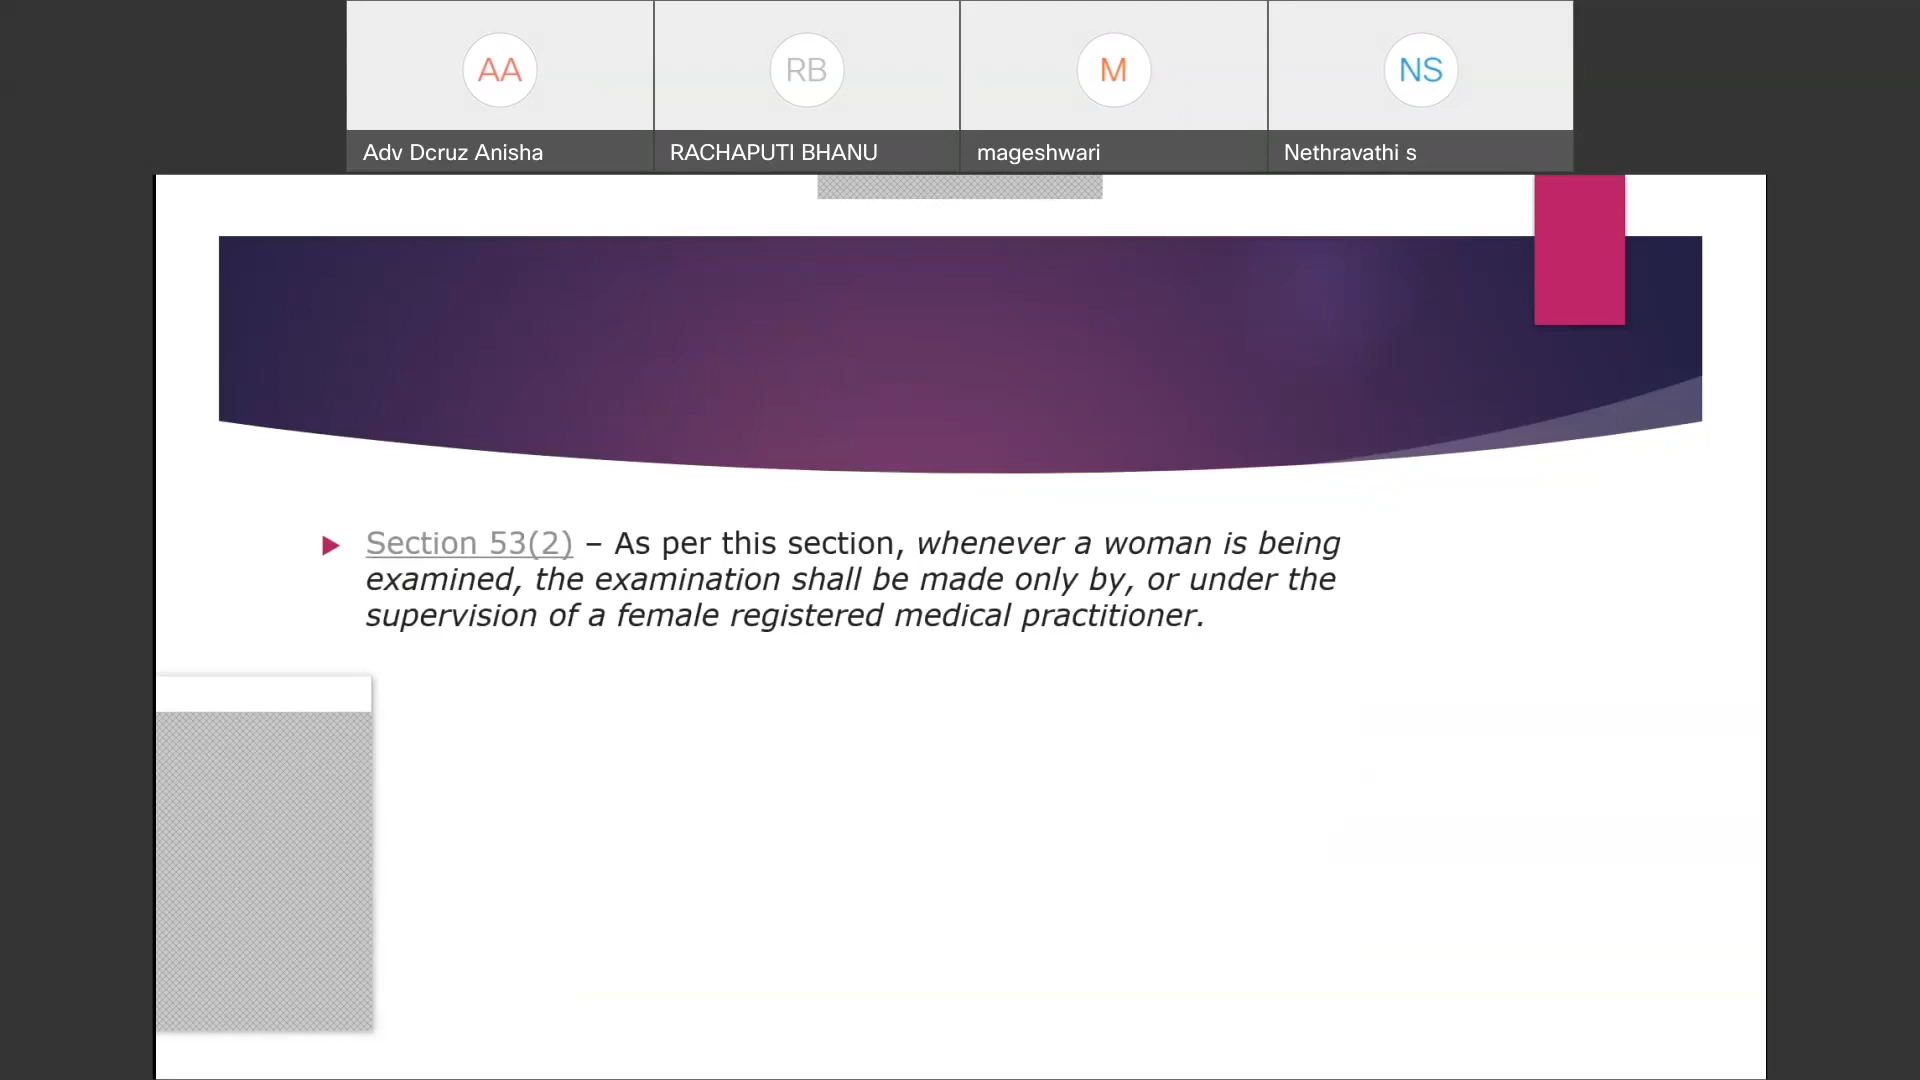 AA
RB
M
NS
Adv Dcruz Anisha
RACHAPUTI BHANU
mageshwari
Nethravathi s
Section 53(2) – As per this section, whenever a woman is being
examined, the examination shall be made only by, or under the
supervision of a female registered medical practitioner.